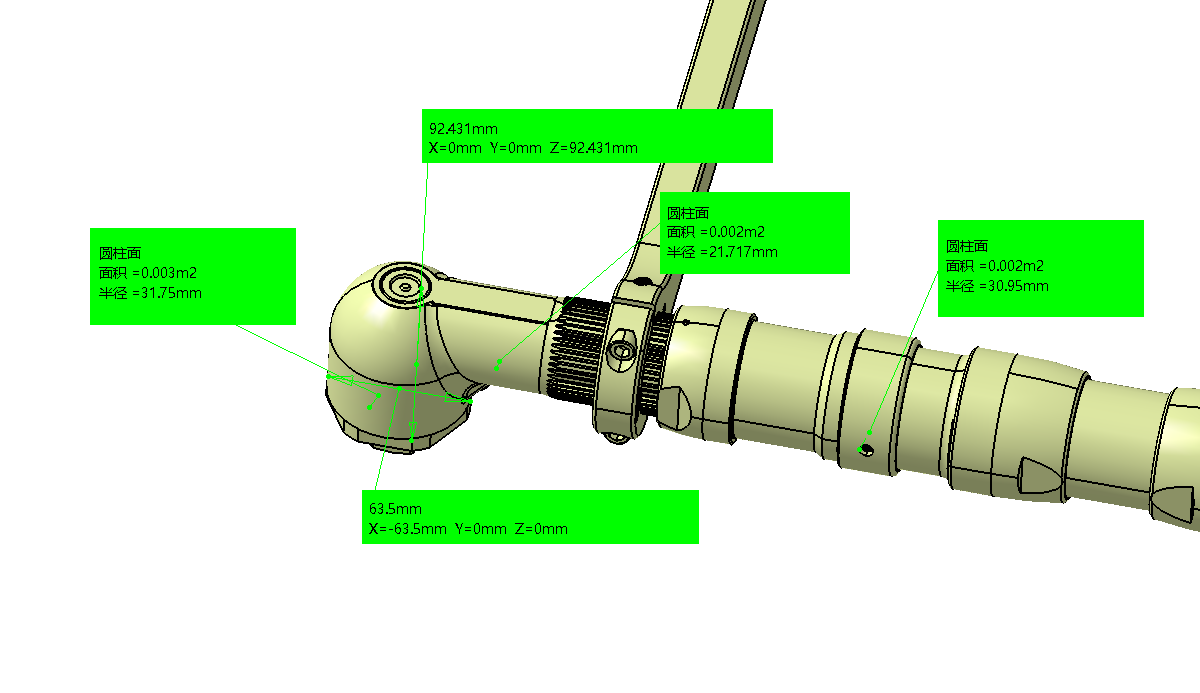 92.431mm
X=0mm Y=0mm Z=92.431mm
圆柱面
面积 =0.002m2
半径 =21.717mm
圆柱面
面积 =0.002m2
半径 =30.95mm
圆柱面
面积 =0.003m2
半径 =31.75mm
63.5mm
X=-63.5mm Y=0mm Z=0mm